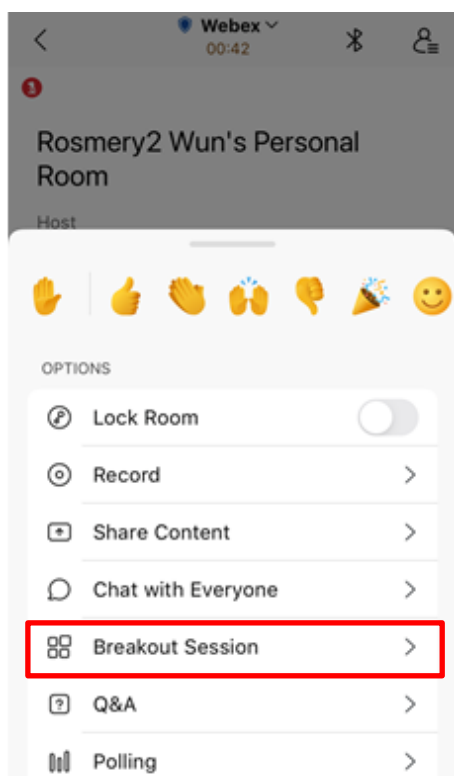 Webex
00:42
Rosmery2 Wun's Personal
Room
Host
OPTIONS
Lock Room
Record
Share Content
Chat with Everyone
Breakout Session
Q&A
Polling